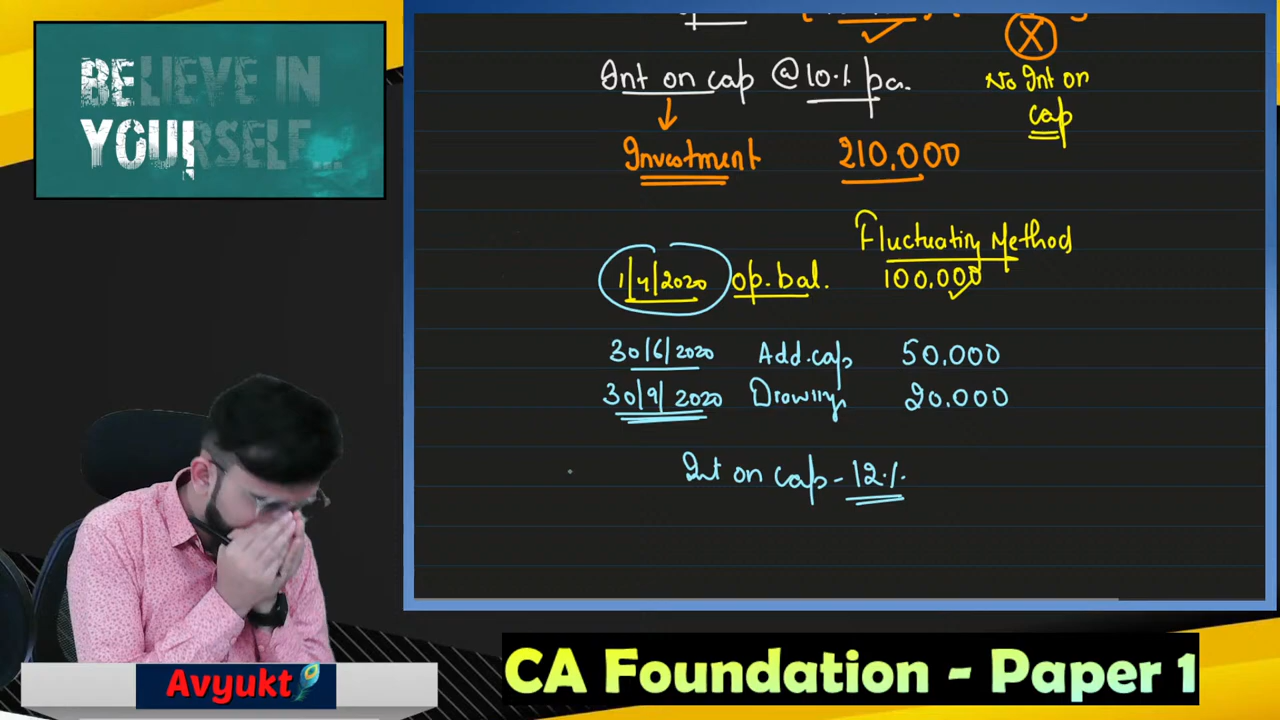 BELIEVE IN
YOURSELF...
Int on cap @ 10% pa.
No Int on
cap
X
Investment 210,000
Fluctuating Method
1/4/2020 op. bal. 100,000
30/6/2020 Add. cap 50,000
30/9/2020 Drawings 20,000
Int on cap - 12%
Avyukt
CA Foundation - Paper 1